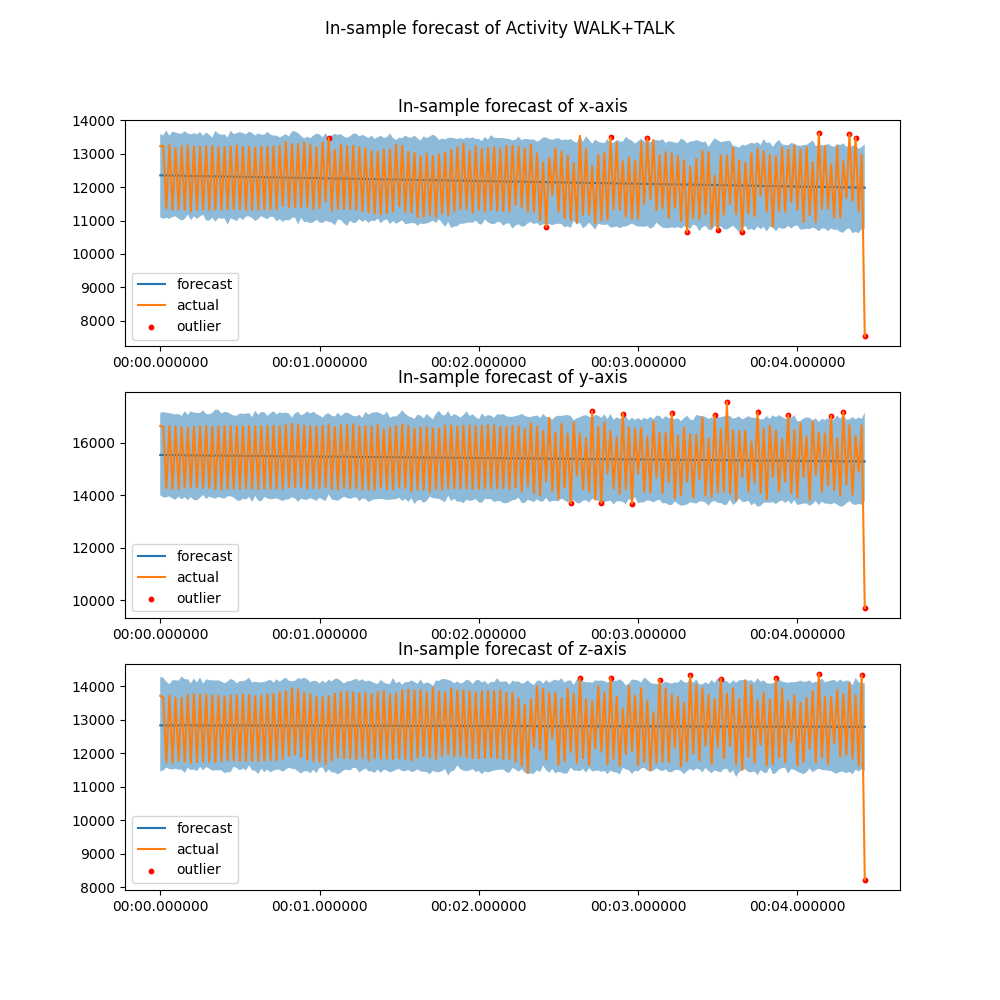 In-sample forecast of Activity WALK+TALK
In-sample forecast of x-axis
14000
13000
12000
11000
10000
9000
8000
forecast
actual
outlier
00:00.000000 00:01.000000 00:02.000000 00:03.000000 00:04.000000
In-sample forecast of y-axis
16000
14000
12000
10000
forecast
actual
outlier
00:00.000000 00:01.000000 00:02.000000 00:03.000000 00:04.000000
In-sample forecast of z-axis
14000
13000
12000
11000
10000
9000
8000
forecast
actual
outlier
00:00.000000 00:01.000000 00:02.000000 00:03.000000 00:04.000000